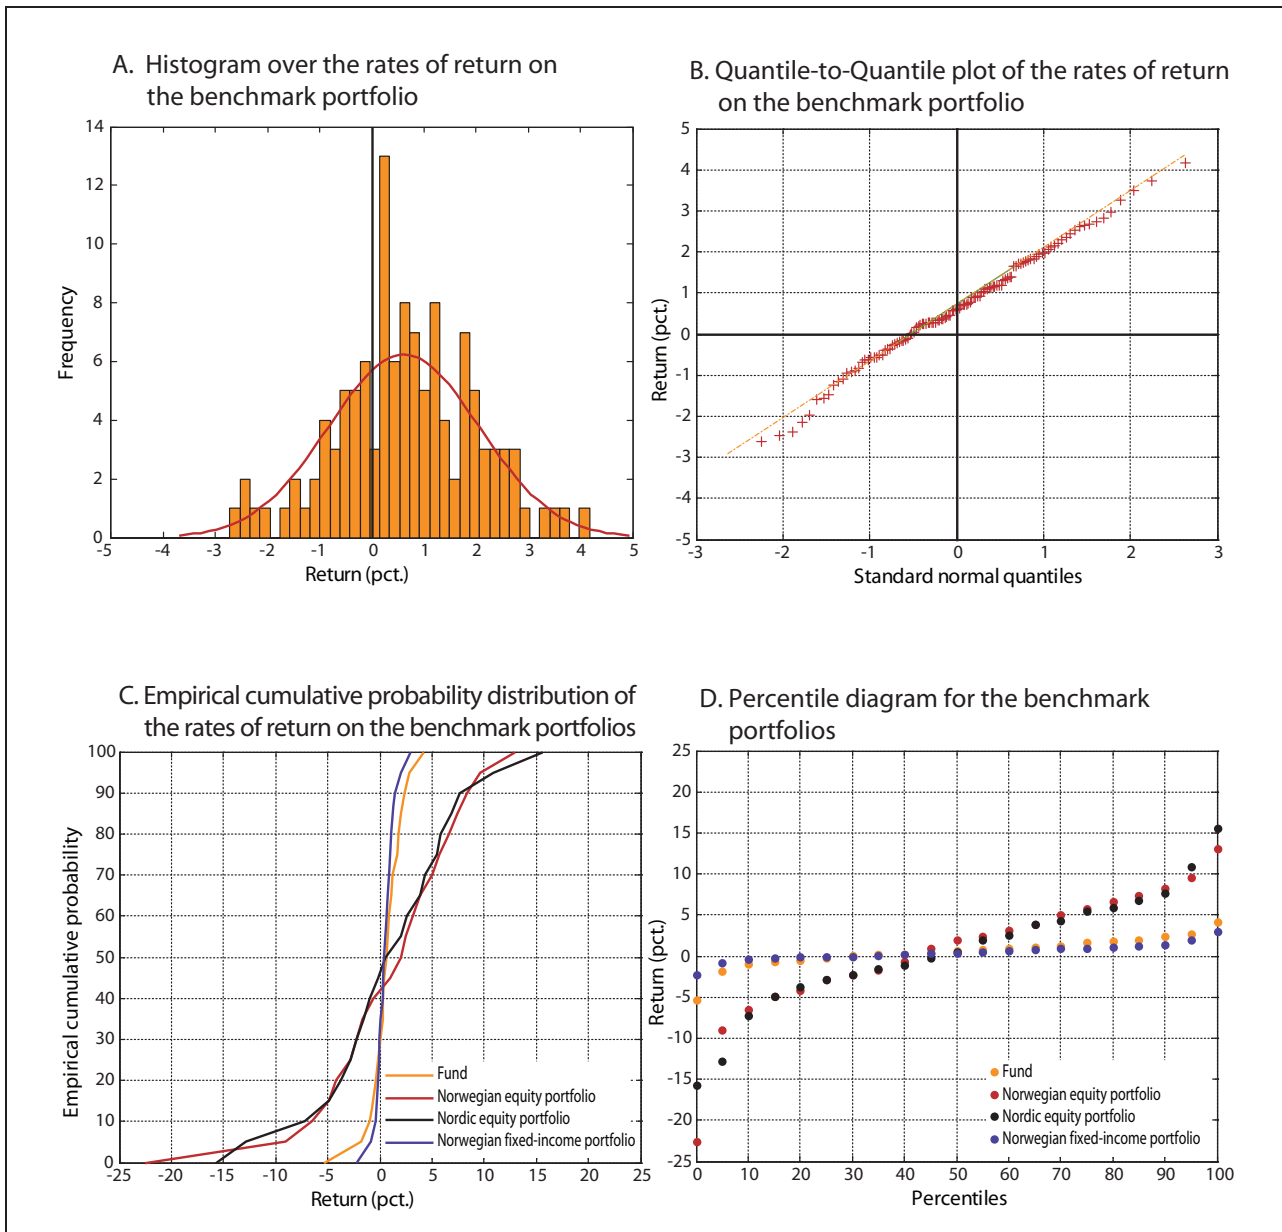 A. Histogram over the rates of return on
the benchmark portfolio
14
12
10
8
6
4
2
0
Frequency
-5 -4 -3 -2 -1 0 1 2 3 4 5
Return (pct.)
B. Quantile-to-Quantile plot of the rates of return
on the benchmark portfolio
5
4
3
2
1
0
-1
-2
-3
-4
-5
Return (pct.)
-3 -2 -1 0 1 2 3
Standard normal quantiles
C. Empirical cumulative probability distribution of
the rates of return on the benchmark portfolios
100
90
80
70
60
50
40
30
20
10
0
Empirical cumulative probability
Fund
Norwegian equity portfolio
Nordic equity portfolio
Norwegian fixed-income portfolio
-25 -20 -15 -10 -5 0 5 10 15 20 25
Return (pct.)
D. Percentile diagram for the benchmark
portfolios
25
20
15
10
5
0
-5
-10
-15
-20
-25
Return (pct.)
Fund
Norwegian equity portfolio
Nordic equity portfolio
Norwegian fixed-income portfolio
0 10 20 30 40 50 60 70 80 90 100
Percentiles